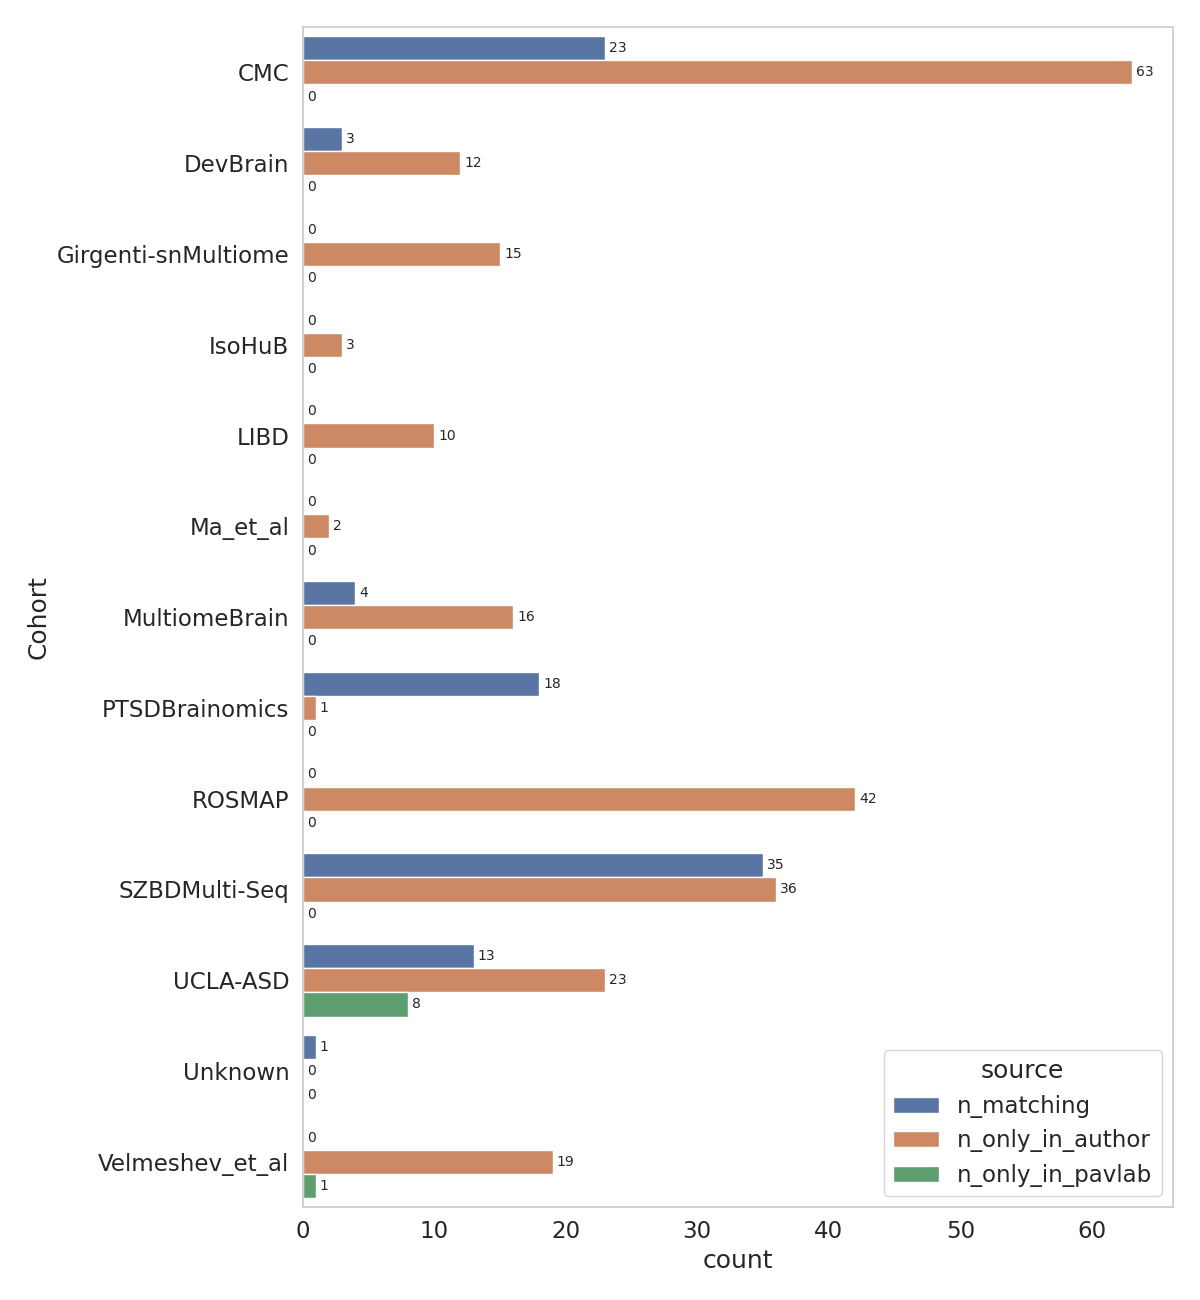 CMC
23
63
0
DevBrain
3
12
0
Girgenti-snMultiome
0
15
0
IsoHuB
0
3
0
LIBD
0
10
0
Ma_et_al
0
2
0
MultiomeBrain
4
16
0
PTSDBrainomics
18
1
0
ROSMAP
0
42
0
SZBDMulti-Seq
35
36
0
UCLA-ASD
13
23
8
Unknown
1
0
0
Velmeshev_et_al
0
19
1
Cohort
source
n_matching
n_only_in_author
n_only_in_pavlab
0 10 20 30 40 50 60
count